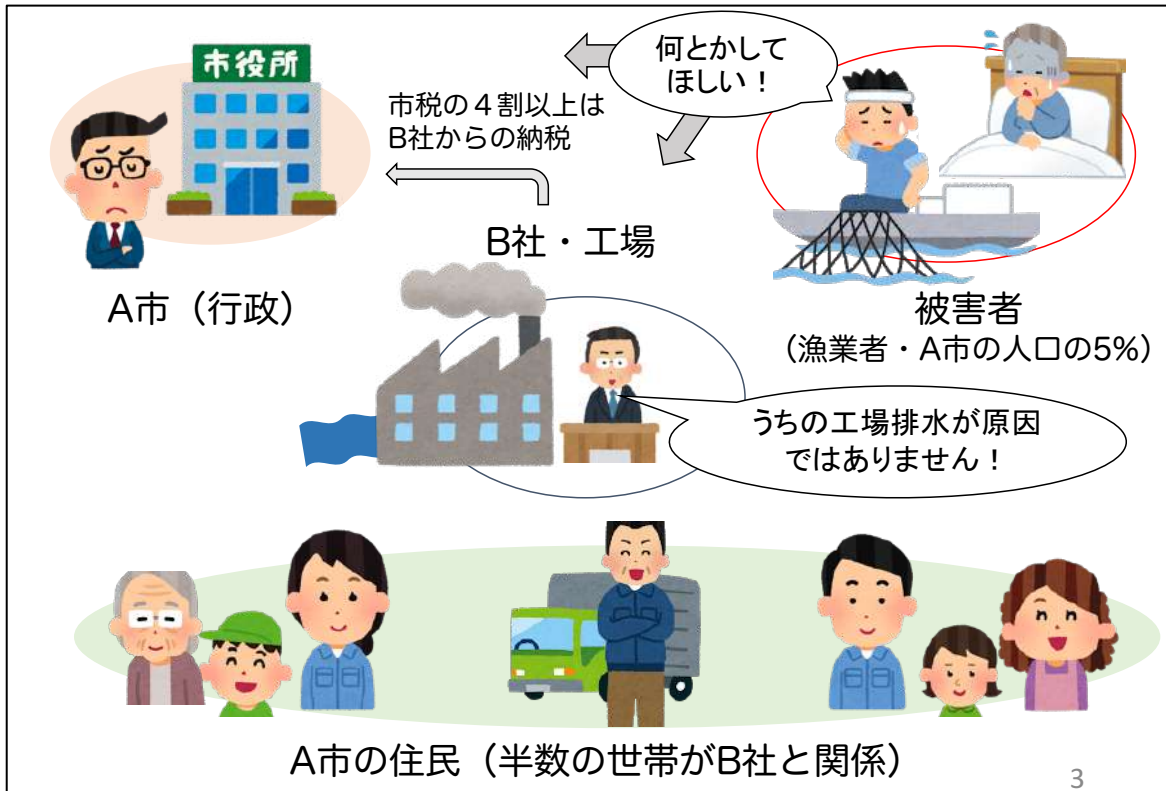 市役所
何とかして
ほしい！
市税の４割以上は
B社からの納税
B社・工場
A市（行政）
被害者
（漁業者・A市の人口の5%）
うちの工場排水が原因
ではありません！
A市の住民（半数の世帯がB社と関係）
3